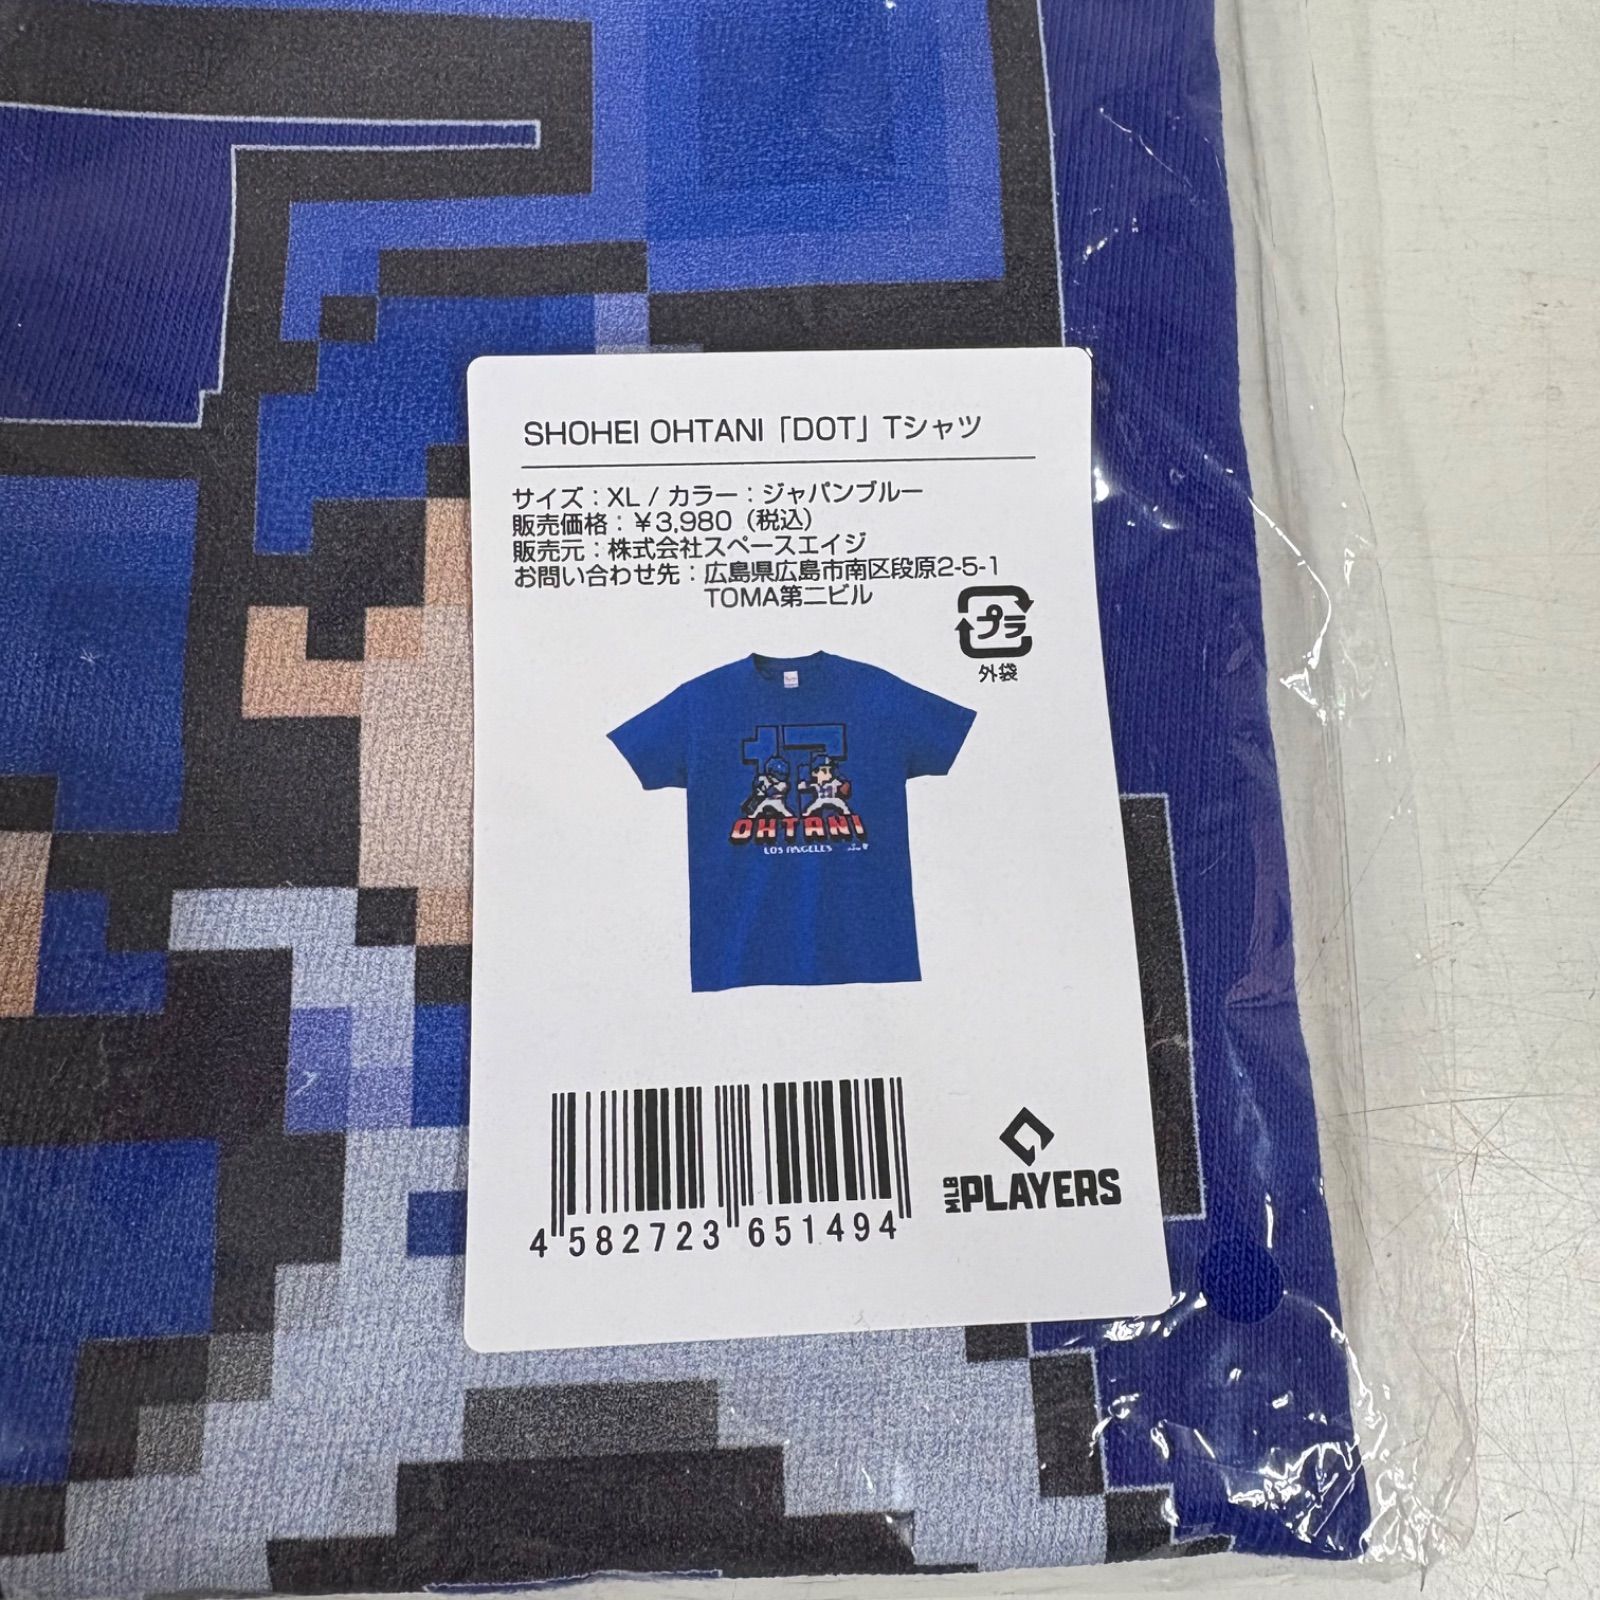 SHOHEI OHTANI「DOT」Tシャツ
サイズ：XL / カラー：ジャパンブルー
販売価格：￥3,980（税込）
販売元：株式会社スペースエイジ
お問い合わせ先：広島県広島市南区段原2-5-1
TOMA第二ビル
プラ
外袋
17
OHTANI
LOS ANGELES
4 582723 651494
MLB PLAYERS